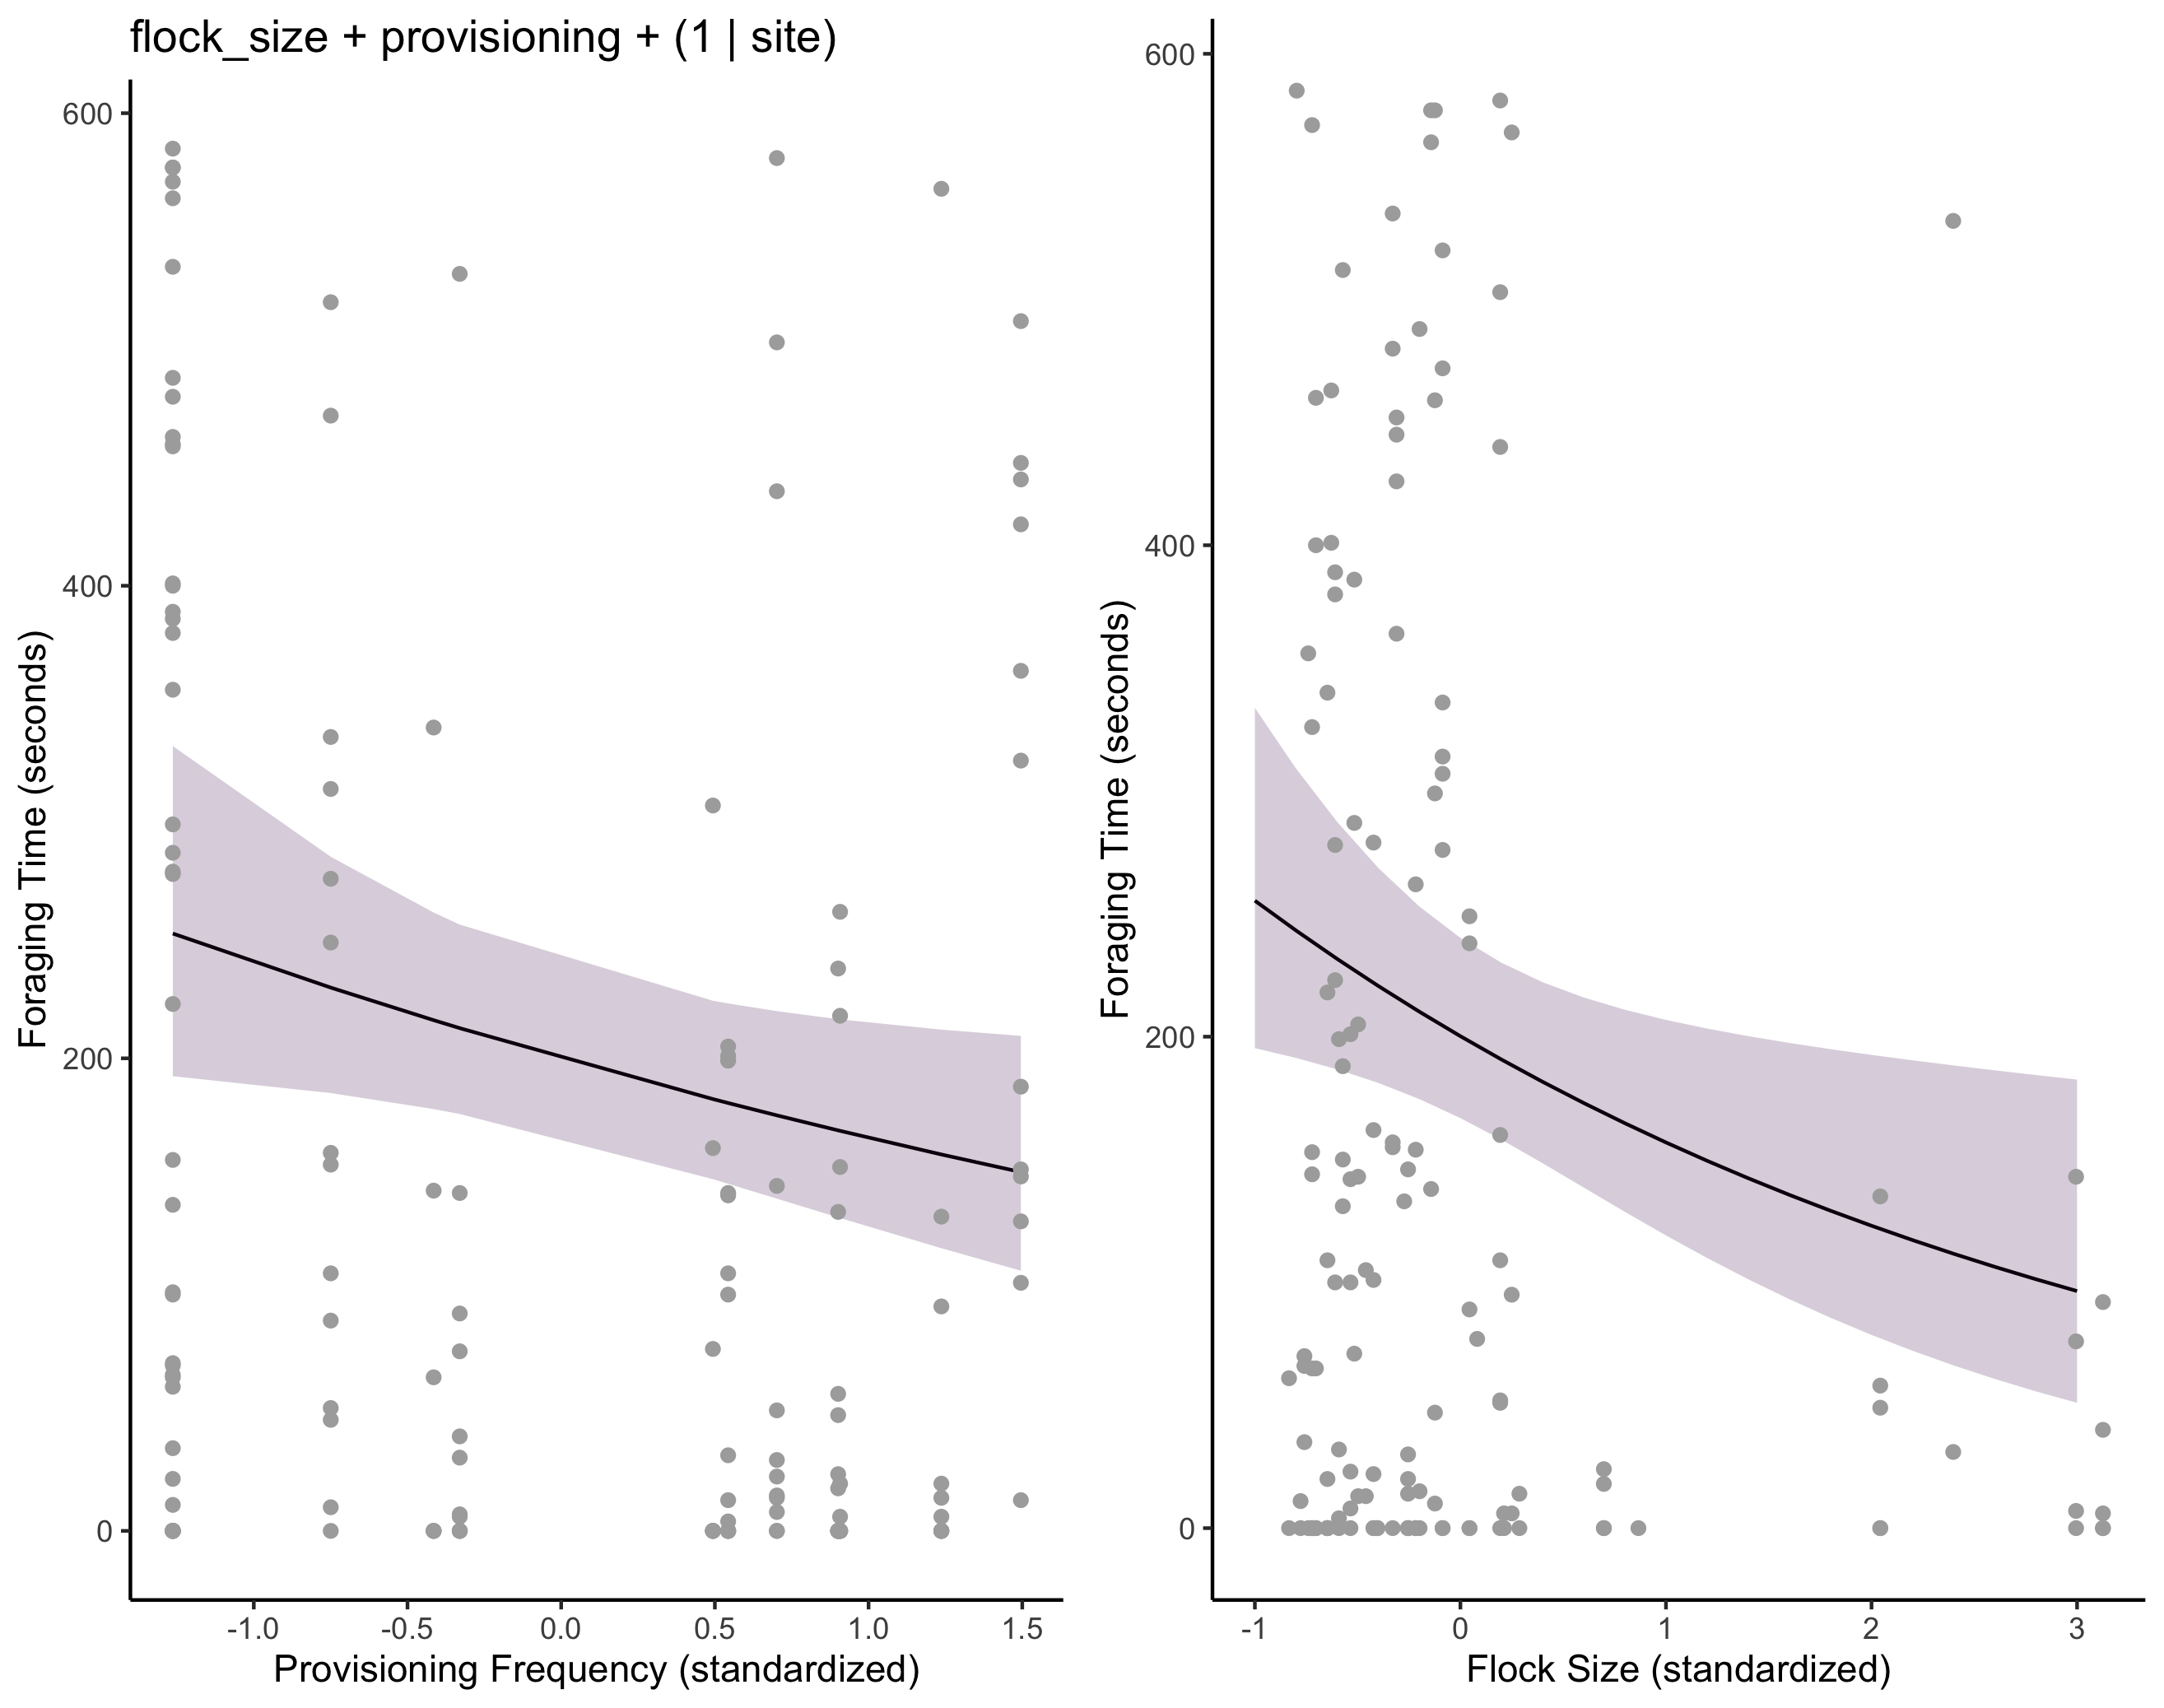 flock_size + provisioning + (1 | site)
600
400
200
0
Foraging Time (seconds)
-1.0 -0.5 0.0 0.5 1.0 1.5
Provisioning Frequency (standardized)
600
400
200
0
Foraging Time (seconds)
-1 0 1 2 3
Flock Size (standardized)